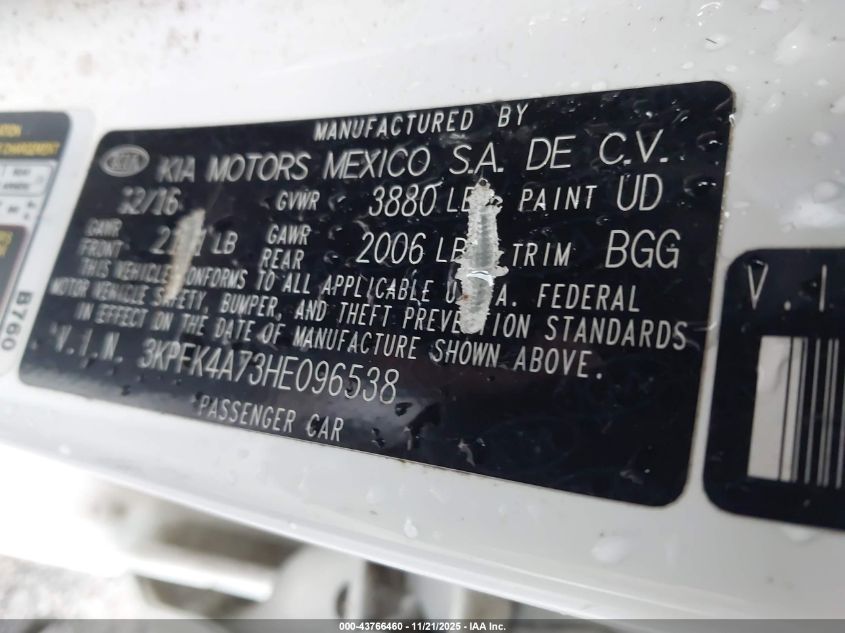 MANUFACTURED BY
KIA KIA MOTORS MEXICO S.A. DE C.V.
12/16 GVWR 3880 LB PAINT UD
GAWR FRONT LB GAWR REAR 2006 LB TRIM BGG
THIS VEHICLE CONFORMS TO ALL APPLICABLE U.S.A. FEDERAL
MOTOR VEHICLE SAFETY, BUMPER, AND THEFT PREVENTION STANDARDS
IN EFFECT ON THE DATE OF MANUFACTURE SHOWN ABOVE.
V.I.N. 3KPFK4A73HE096538
PASSENGER CAR
B760
V.I
000-43766460 - 11/21/2025 - IAA Inc.